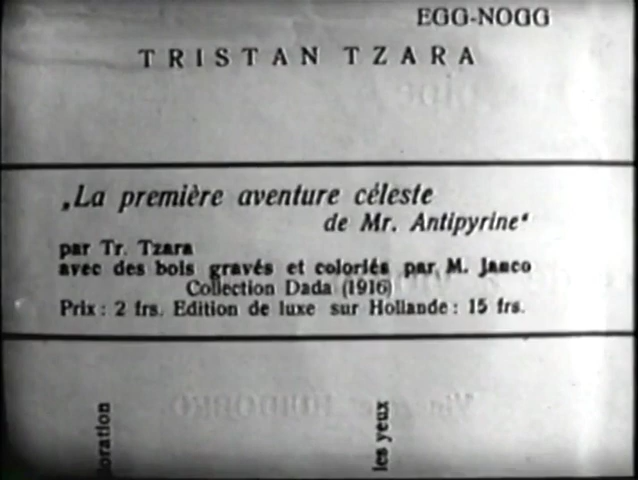 EGG-NOGG
TRISTAN TZARA
„La première aventure céleste
de Mr. Antipyrine“
par Tr. Tzara
avec des bois gravés et coloriés par M. Janco
Collection Dada (1916)
Prix : 2 frs. Edition de luxe sur Hollande : 15 frs.
oration
les yeux